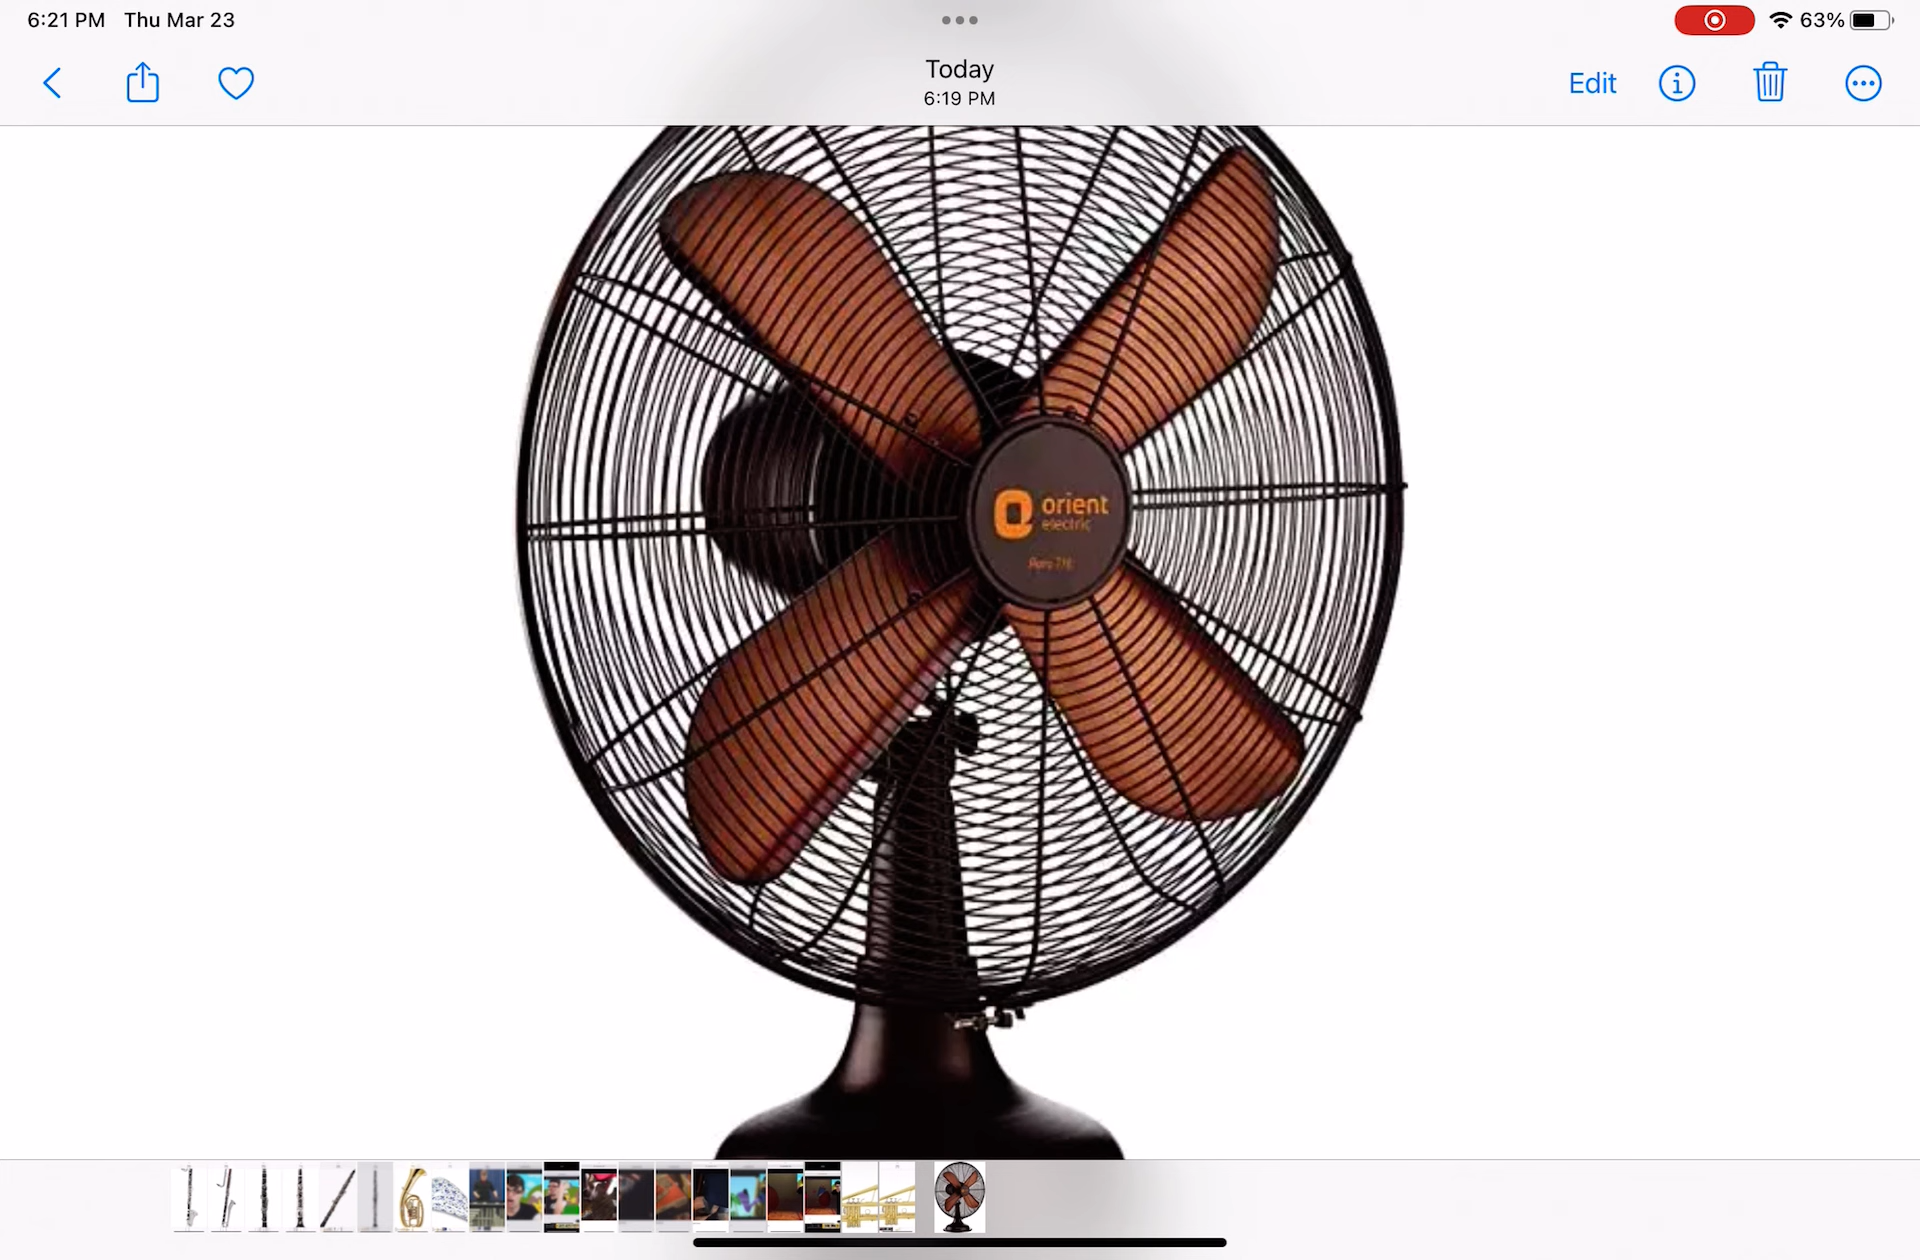 6:21 PM Thu Mar 23
63%
Today
6:19 PM
Edit
orient
electric